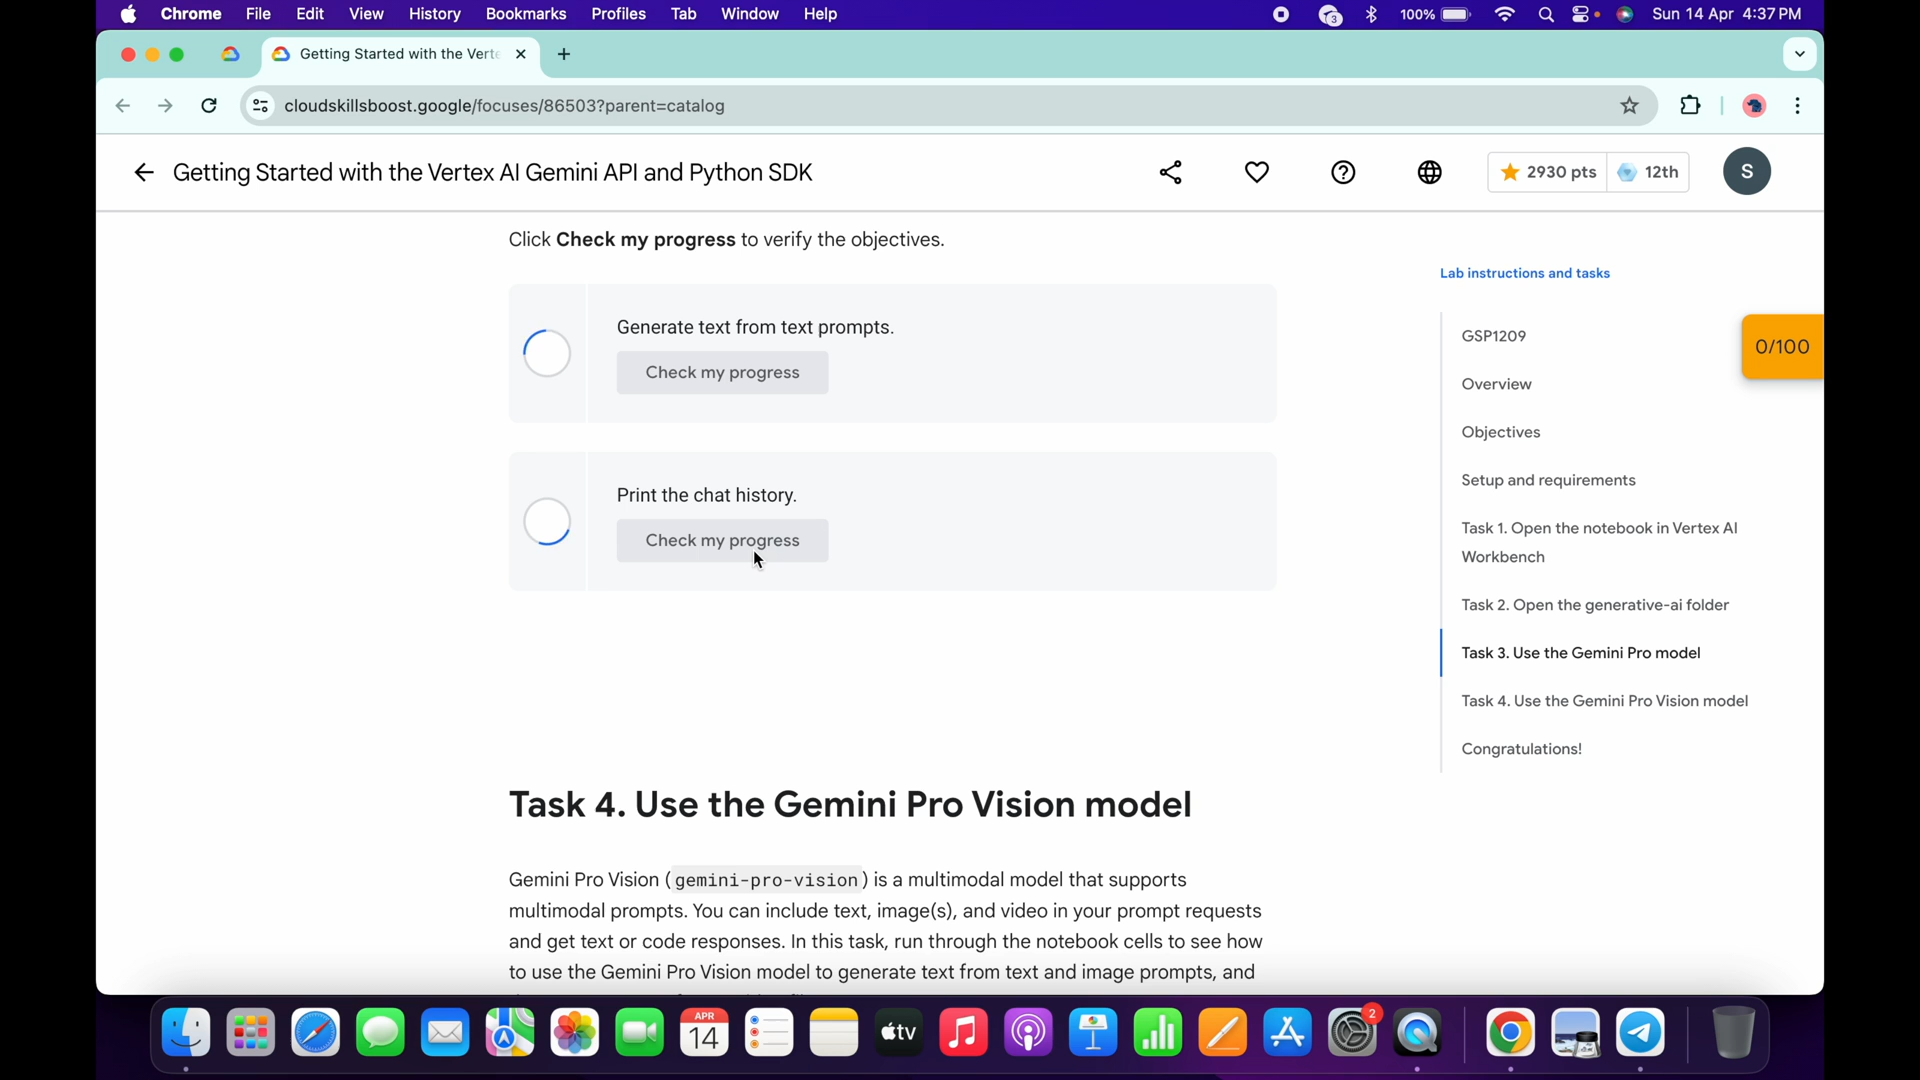 Chrome File Edit View History Bookmarks Profiles Tab Window Help 3 100% Sun 14 Apr 4:37 PM
Getting Started with the Verte
cloudskillsboost.google/focuses/86503?parent=catalog
Getting Started with the Vertex AI Gemini API and Python SDK 2930 pts 12th S
Click Check my progress to verify the objectives.
Generate text from text prompts.
Check my progress
Print the chat history.
Check my progress
Lab instructions and tasks
GSP1209
0/100
Overview
Objectives
Setup and requirements
Task 1. Open the notebook in Vertex AI
Workbench
Task 2. Open the generative-ai folder
Task 3. Use the Gemini Pro model
Task 4. Use the Gemini Pro Vision model
Congratulations!
Task 4. Use the Gemini Pro Vision model
Gemini Pro Vision (gemini-pro-vision) is a multimodal model that supports
multimodal prompts. You can include text, image(s), and video in your prompt requests
and get text or code responses. In this task, run through the notebook cells to see how
to use the Gemini Pro Vision model to generate text from text and image prompts, and
APR
14
tv
2